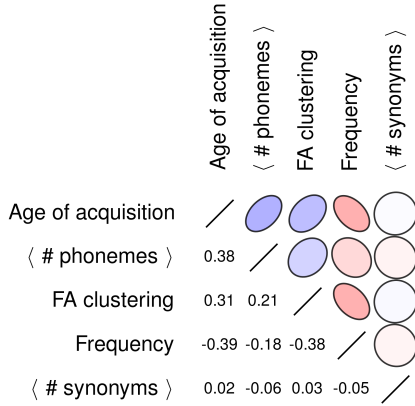 Age of acquisition
⟨ # phonemes ⟩
FA clustering
Frequency
⟨ # synonyms ⟩
Age of acquisition
⟨ # phonemes ⟩ 0.38
FA clustering 0.31 0.21
Frequency -0.39 -0.18 -0.38
⟨ # synonyms ⟩ 0.02 -0.06 0.03 -0.05